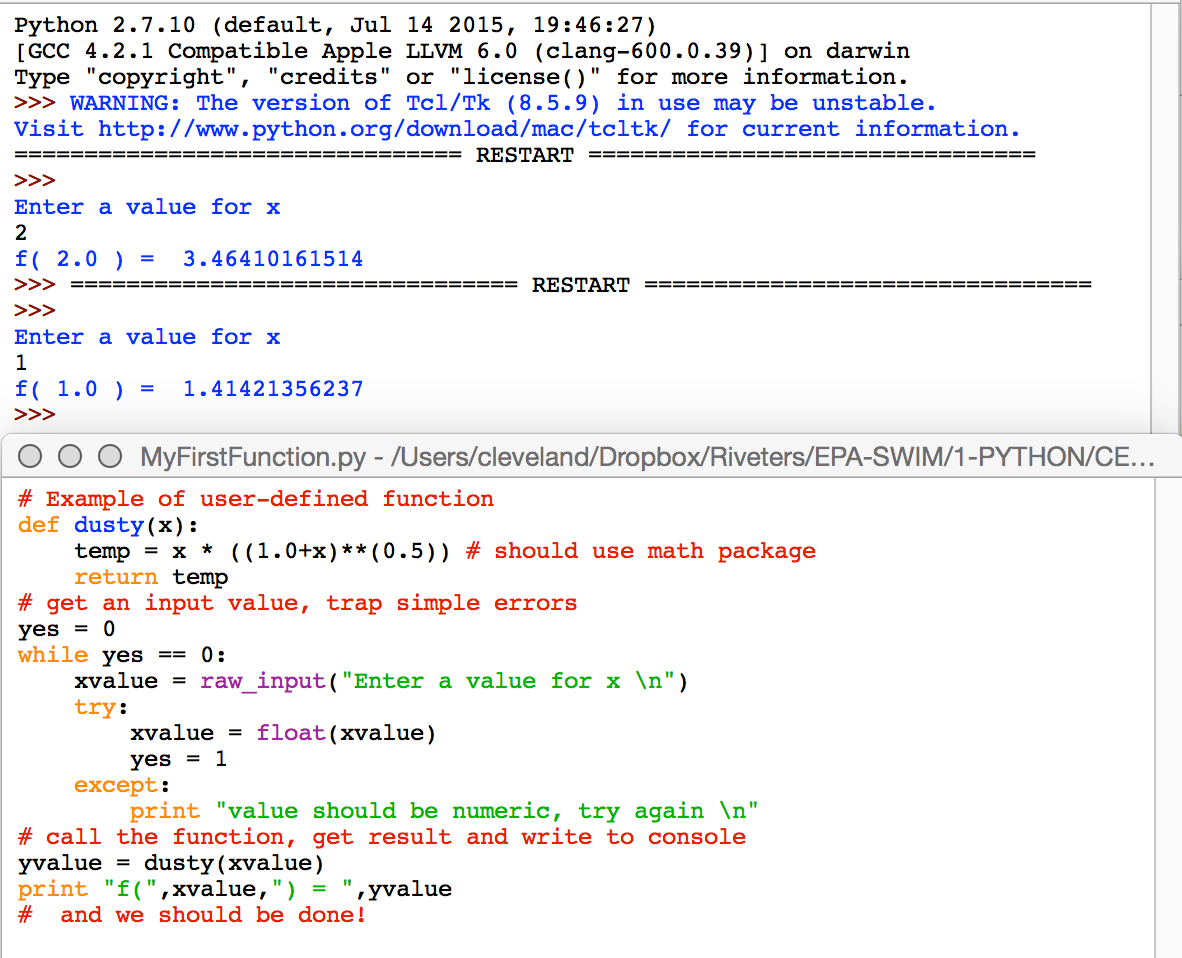 Python 2.7.10 (default, Jul 14 2015, 19:46:27)
[GCC 4.2.1 Compatible Apple LLVM 6.0 (clang-600.0.39)] on darwin
Type "copyright", "credits" or "license()" for more information.
>>> WARNING: The version of Tcl/Tk (8.5.9) in use may be unstable.
Visit http://www.python.org/download/mac/tcltk/ for current information.
================================ RESTART ================================
>>>
Enter a value for x
2
f( 2.0 ) =  3.46410161514
>>> ================================ RESTART ================================
>>>
Enter a value for x
1
f( 1.0 ) =  1.41421356237
>>>
MyFirstFunction.py - /Users/cleveland/Dropbox/Riveters/EPA-SWIM/1-PYTHON/CE...
# Example of user-defined function
def dusty(x):
    temp = x * ((1.0+x)**(0.5)) # should use math package
    return temp
# get an input value, trap simple errors
yes = 0
while yes == 0:
    xvalue = raw_input("Enter a value for x \n")
    try:
        xvalue = float(xvalue)
        yes = 1
    except:
        print "value should be numeric, try again \n"
# call the function, get result and write to console
yvalue = dusty(xvalue)
print "f(",xvalue,") = ",yvalue
#  and we should be done!